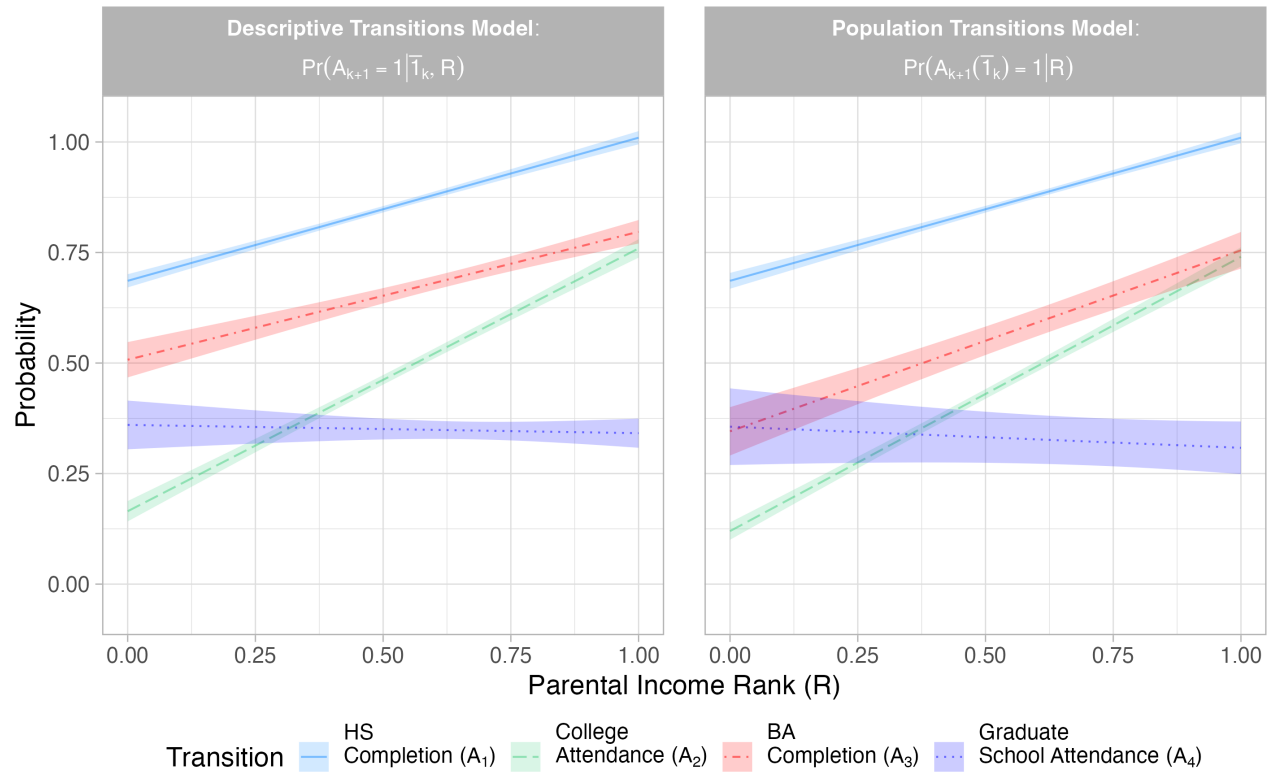 Descriptive Transitions Model:
Pr(Aₖ₊₁ = 1|1̅ₖ, R)
Population Transitions Model:
Pr(Aₖ₊₁(1̅ₖ) = 1|R)
Probability
1.00
0.75
0.50
0.25
0.00
0.00 0.25 0.50 0.75 1.00
0.00 0.25 0.50 0.75 1.00
Parental Income Rank (R)
Transition
HS
Completion (A₁)
College
Attendance (A₂)
BA
Completion (A₃)
Graduate
School Attendance (A₄)